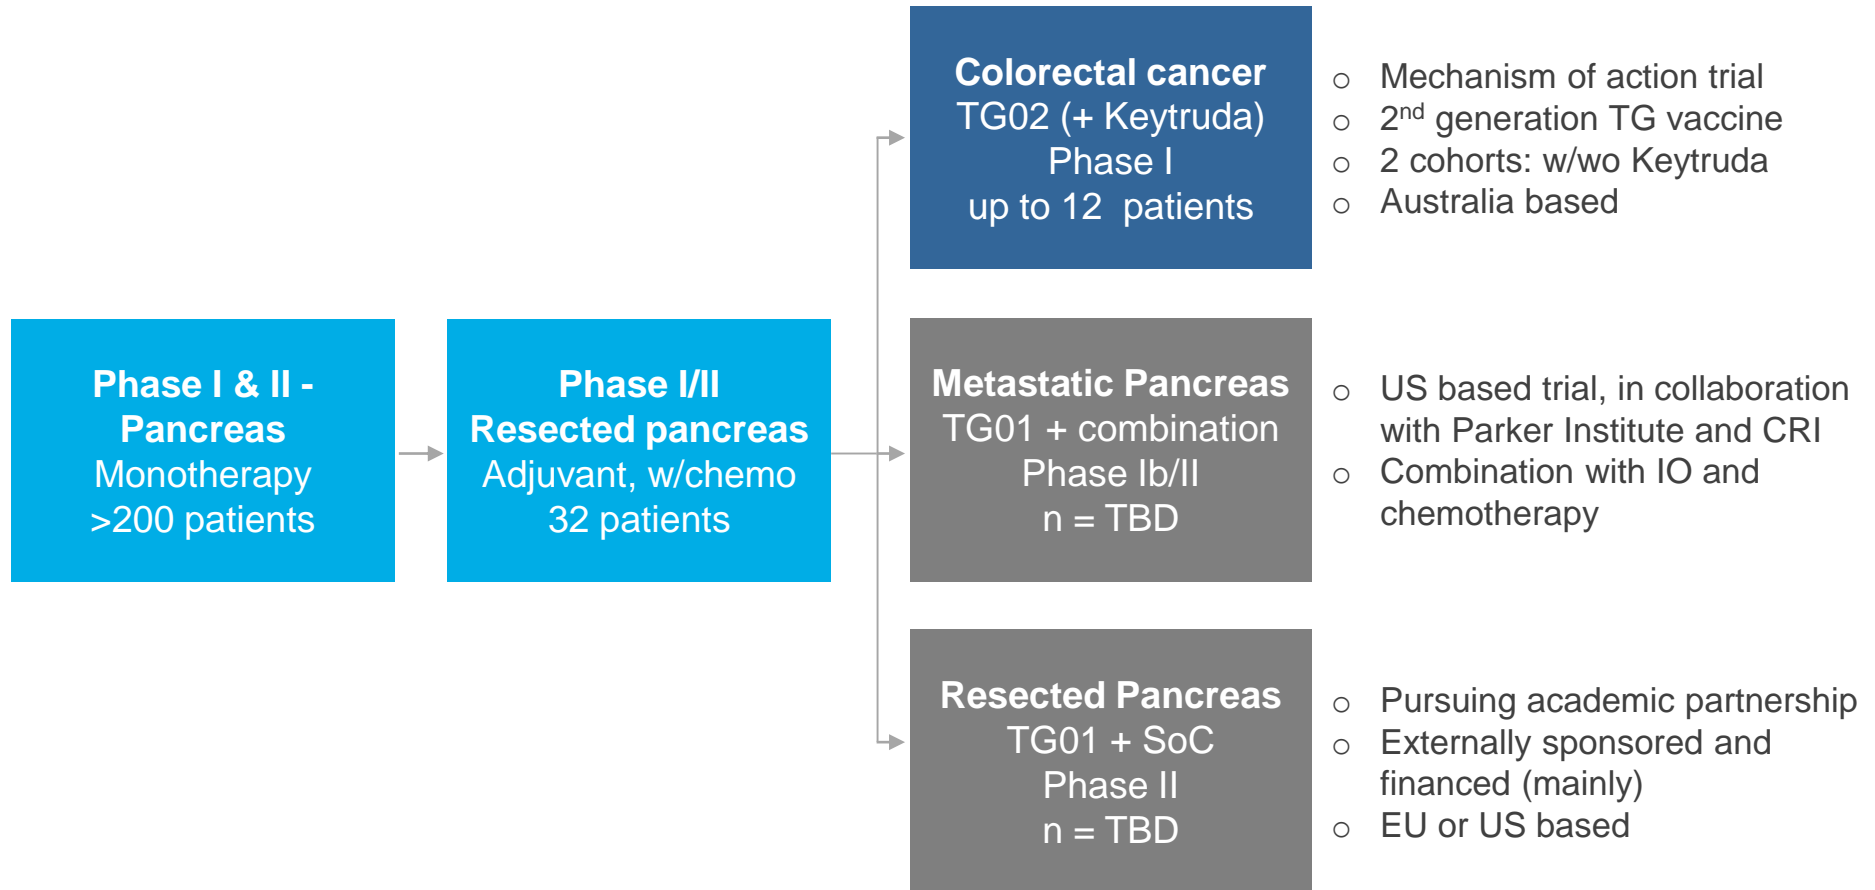 Phase I & II -
Pancreas
Monotherapy
>200 patients
Phase I/II
Resected pancreas
Adjuvant, w/chemo
32 patients
Colorectal cancer
TG02 (+ Keytruda)
Phase I
up to 12  patients
o Mechanism of action trial
o 2nd generation TG vaccine
o 2 cohorts: w/wo Keytruda
o Australia based
Metastatic Pancreas
TG01 + combination
Phase Ib/II
n = TBD
o US based trial, in collaboration
with Parker Institute and CRI
o Combination with IO and
chemotherapy
Resected Pancreas
TG01 + SoC
Phase II
n = TBD
o Pursuing academic partnership
o Externally sponsored and
financed (mainly)
o EU or US based